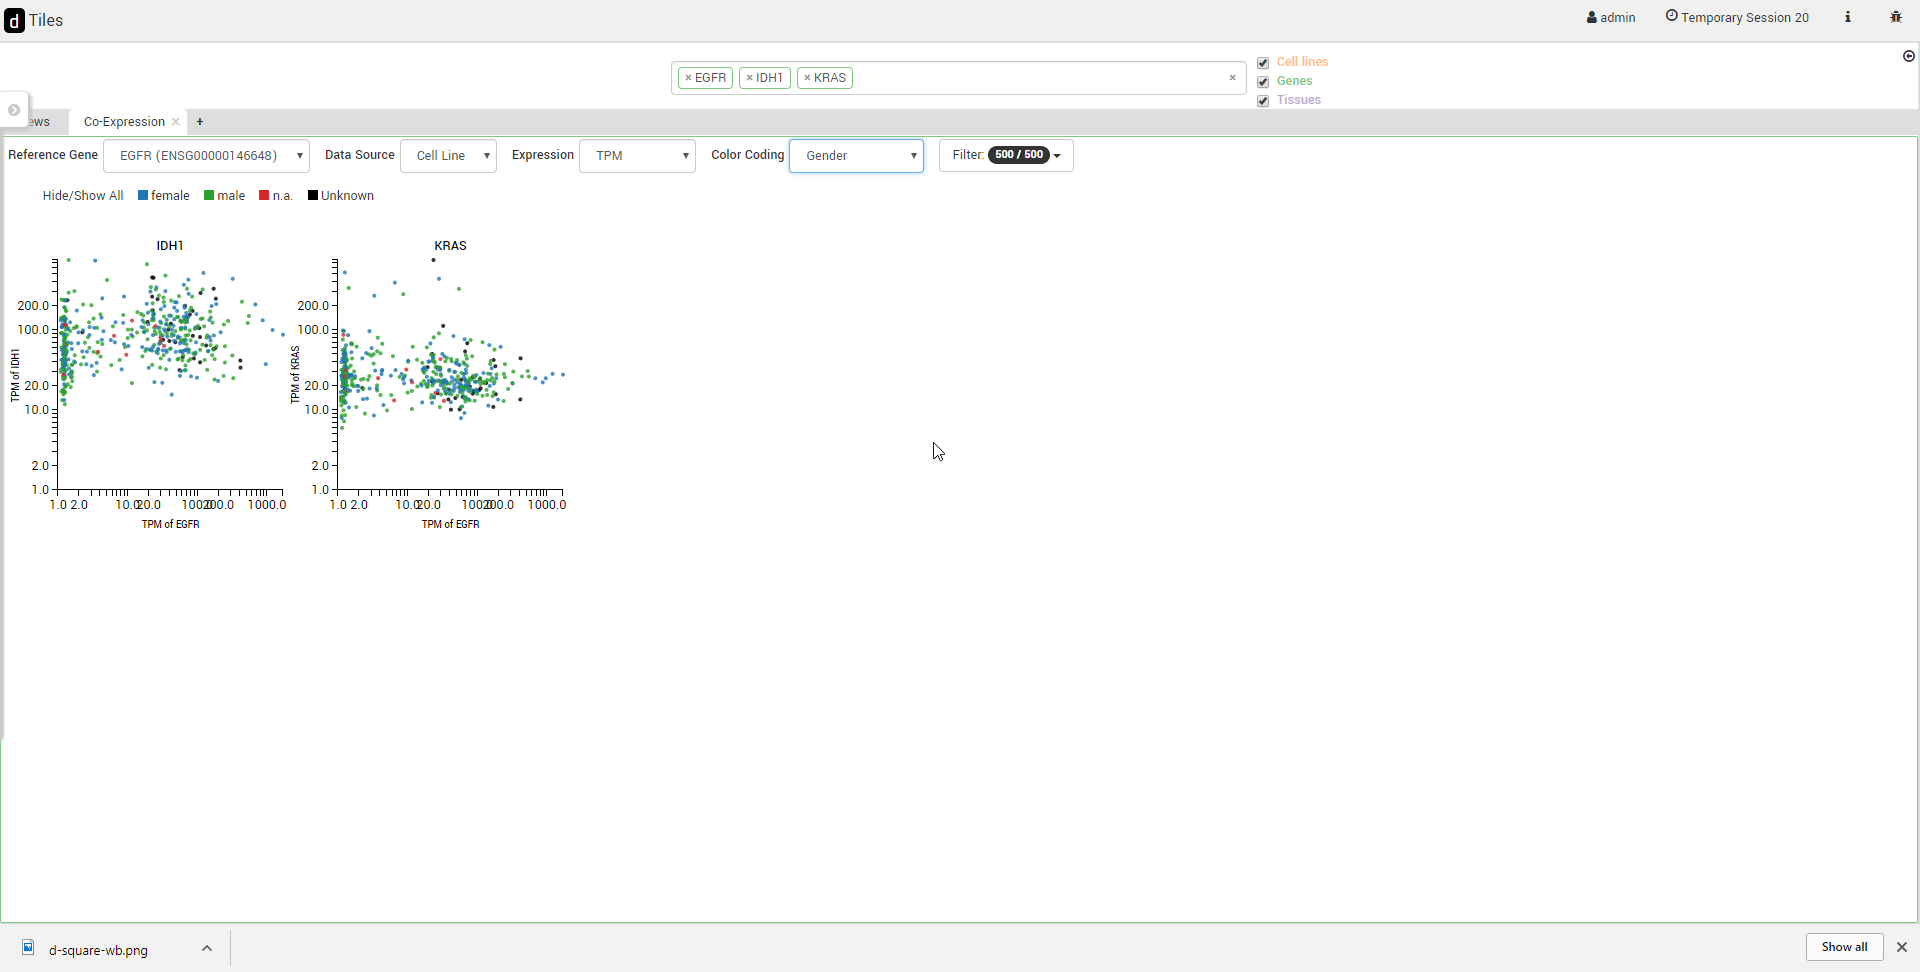 d Tiles
admin
Temporary Session 20
× EGFR × IDH1 × KRAS ×
Cell lines
Genes
Tissues
ews
Co-Expression × +
Reference Gene EGFR (ENSG00000146648) Data Source Cell Line Expression TPM Color Coding Gender Filter: 500 / 500
Hide/Show All female male n.a. Unknown
IDH1
200.0
100.0
20.0
10.0
2.0
1.0
TPM of IDH1
1.0 2.0 10.0 20.0 100.0 200.0 1000.0
TPM of EGFR
KRAS
200.0
100.0
20.0
10.0
2.0
1.0
TPM of KRAS
1.0 2.0 10.0 20.0 100.0 200.0 1000.0
TPM of EGFR
d-square-wb.png
Show all